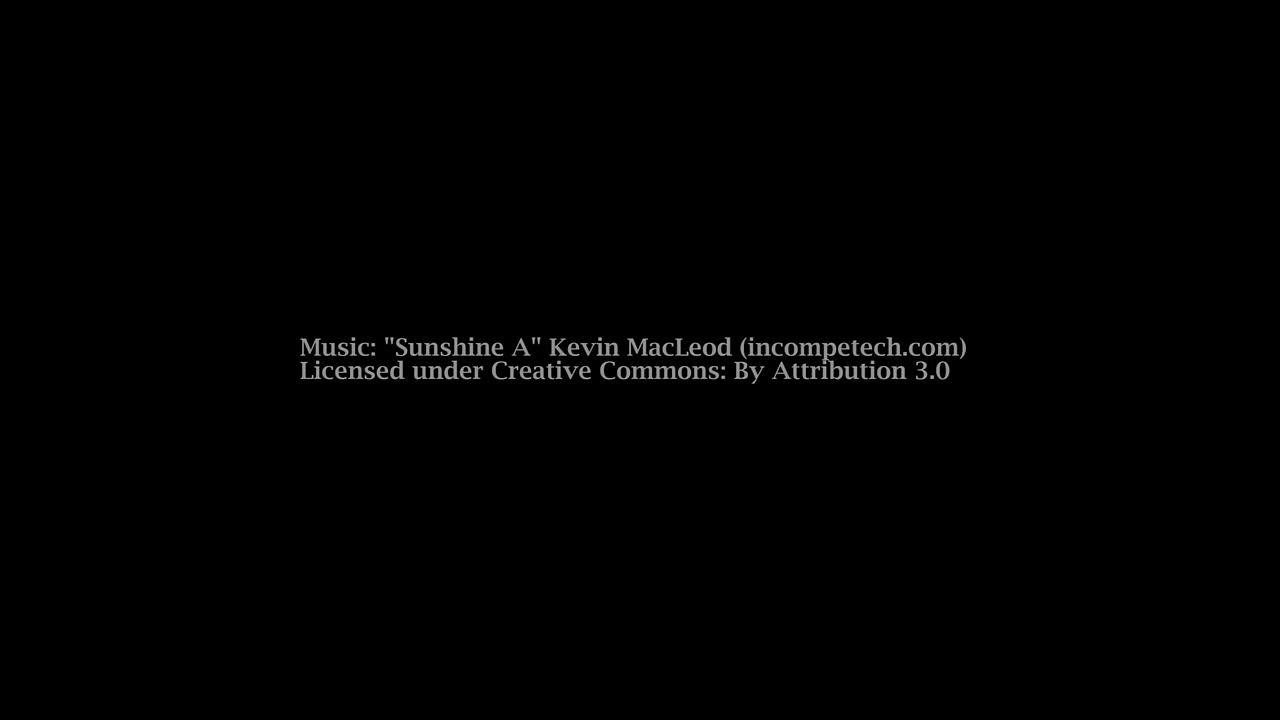 Music: "Sunshine A" Kevin MacLeod (incompetech.com)
Licensed under Creative Commons: By Attribution 3.0